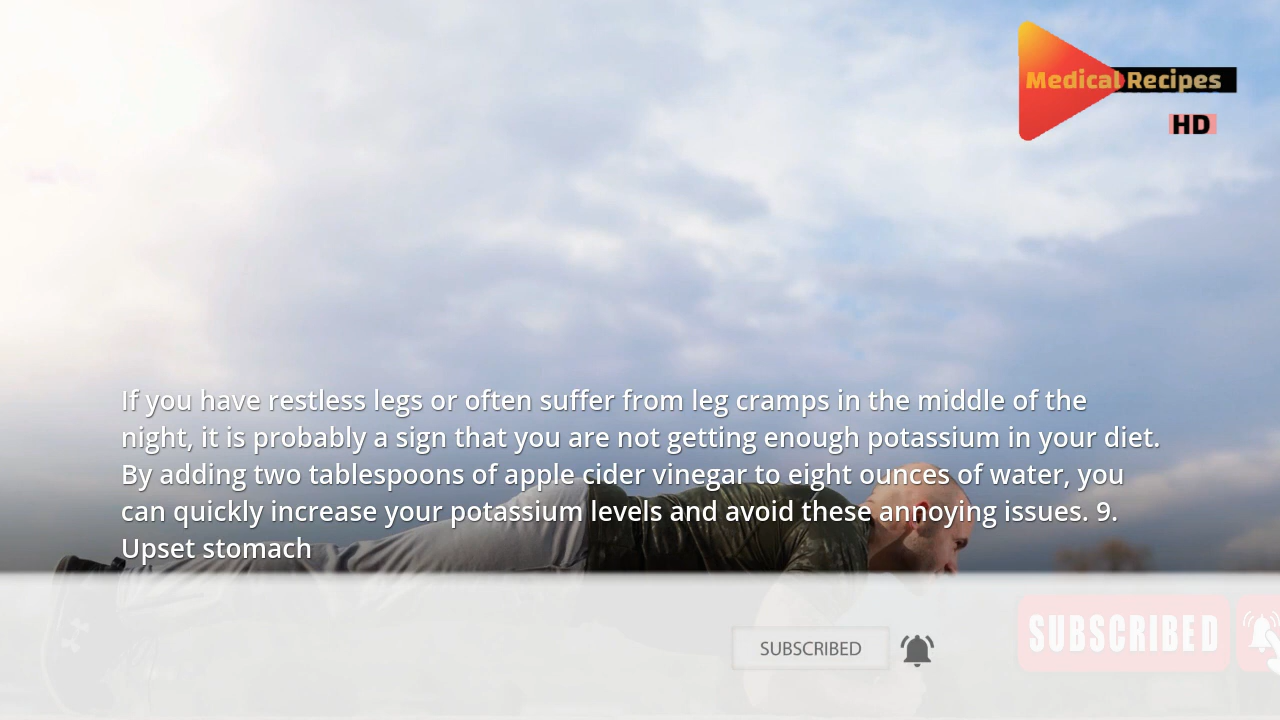 Medical Recipes
HD
If you have restless legs or often suffer from leg cramps in the middle of the
night, it is probably a sign that you are not getting enough potassium in your diet.
By adding two tablespoons of apple cider vinegar to eight ounces of water, you
can quickly increase your potassium levels and avoid these annoying issues. 9.
Upset stomach
SUBSCRIBED
SUBSCRIBED